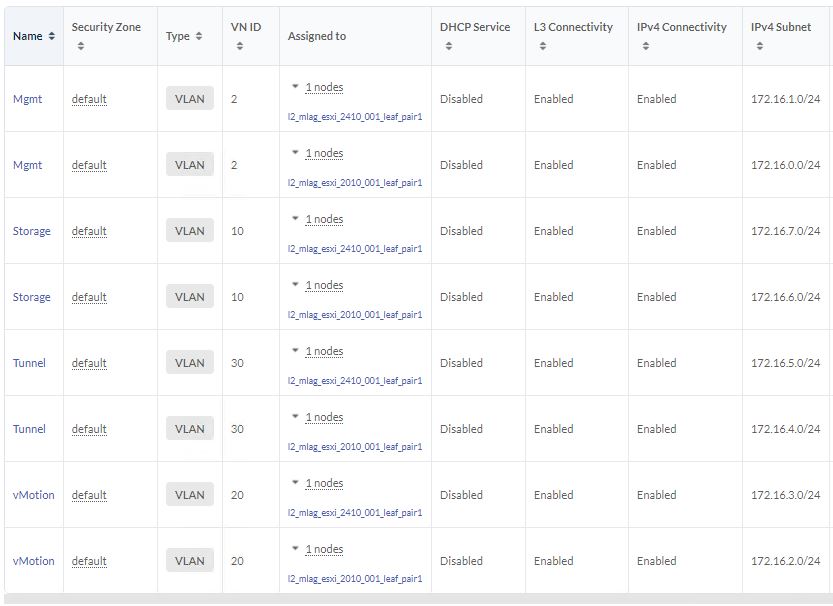 Name Security Zone Type VN ID Assigned to DHCP Service L3 Connectivity IPv4 Connectivity IPv4 Subnet
Mgmt default VLAN 2 1 nodes Disabled Enabled Enabled 172.16.1.0/24
l2_mlag_esxi_2410_001_leaf_pair1
Mgmt default VLAN 2 1 nodes Disabled Enabled Enabled 172.16.0.0/24
l2_mlag_esxi_2010_001_leaf_pair1
Storage default VLAN 10 1 nodes Disabled Enabled Enabled 172.16.7.0/24
l2_mlag_esxi_2410_001_leaf_pair1
Storage default VLAN 10 1 nodes Disabled Enabled Enabled 172.16.6.0/24
l2_mlag_esxi_2010_001_leaf_pair1
Tunnel default VLAN 30 1 nodes Disabled Enabled Enabled 172.16.5.0/24
l2_mlag_esxi_2410_001_leaf_pair1
Tunnel default VLAN 30 1 nodes Disabled Enabled Enabled 172.16.4.0/24
l2_mlag_esxi_2010_001_leaf_pair1
vMotion default VLAN 20 1 nodes Disabled Enabled Enabled 172.16.3.0/24
l2_mlag_esxi_2410_001_leaf_pair1
vMotion default VLAN 20 1 nodes Disabled Enabled Enabled 172.16.2.0/24
l2_mlag_esxi_2010_001_leaf_pair1